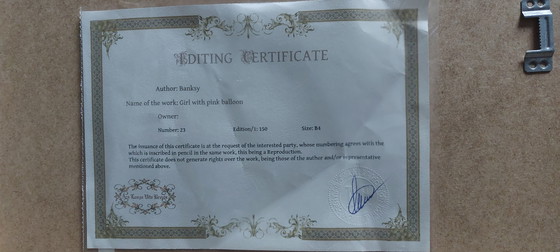 EDITING CERTIFICATE
Author: Banksy
Name of the work: Girl with pink balloon
Owner:
Number: 23 Edition/1: 150 Size: B4
The Issuance of this certificate is at the request of the interested party, whose numbering agrees with the
which is inscribed in pencil in the same work, this being a Reproduction.
This certificate does not generate rights over the work, being those of the author and/or representative
mentioned above.